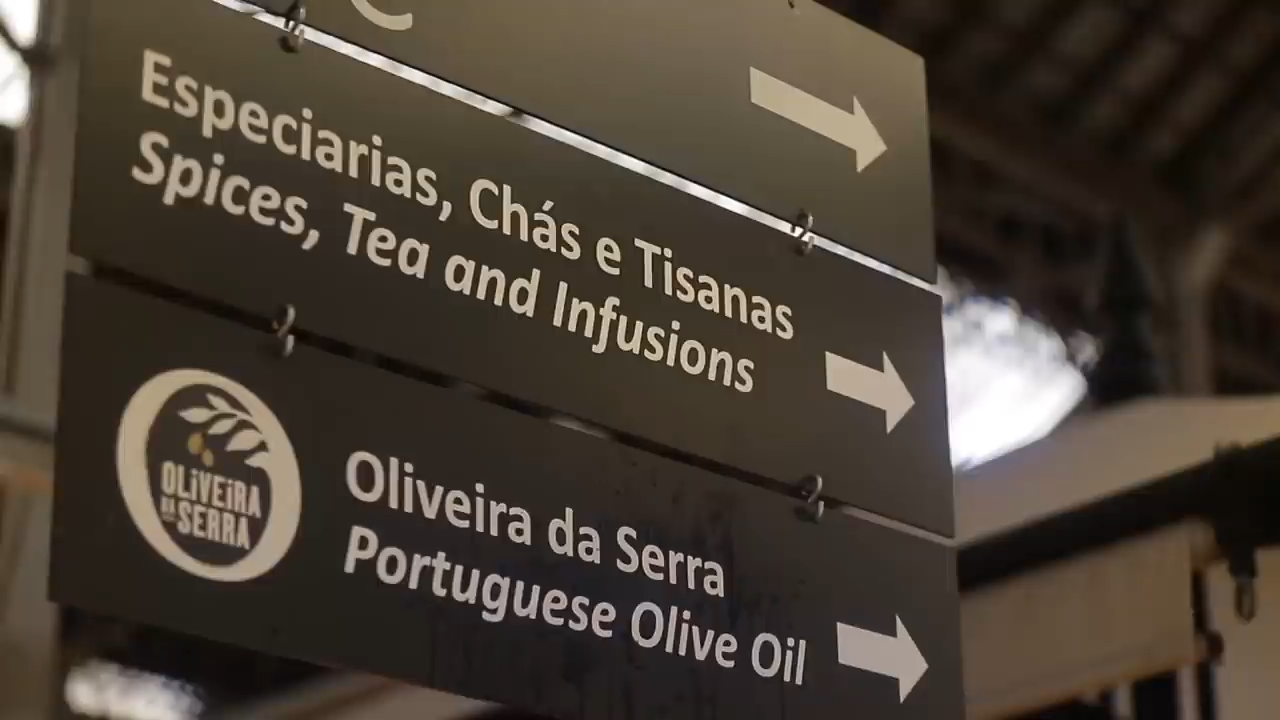 Especiarias, Chás e Tisanas
Spices, Tea and Infusions
OLiVEiRA
DA SERRA
Oliveira da Serra
Portuguese Olive Oil